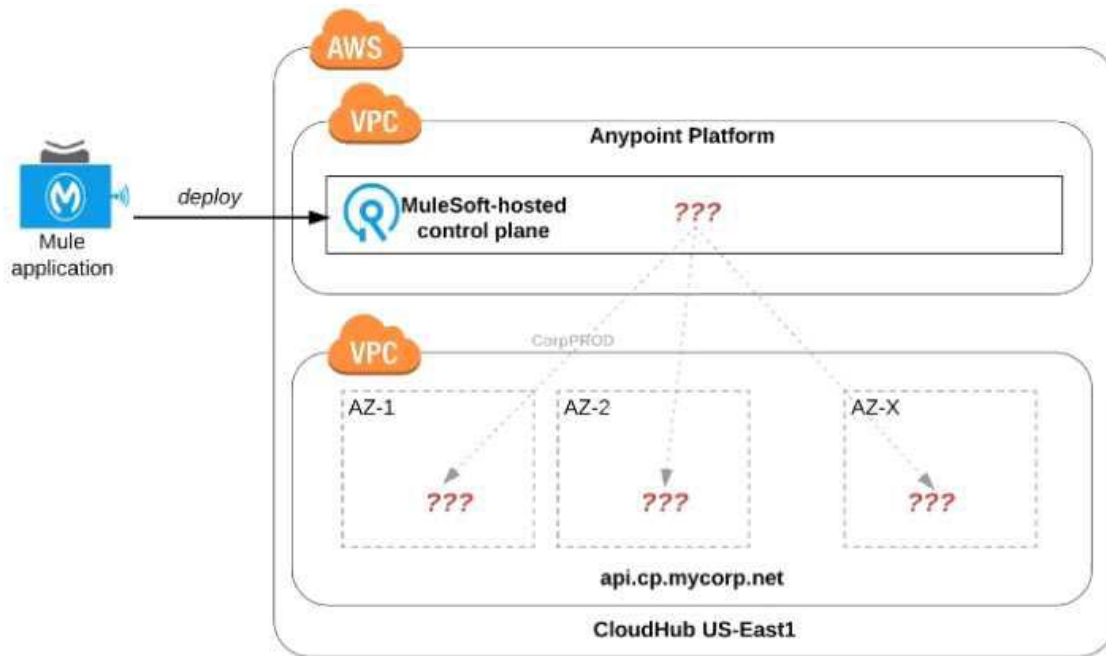 AWS
VPC
Anypoint Platform
deploy
MuleSoft-hosted
control plane
???
Mule
application
VPC
CorpPROD
AZ-1
AZ-2
AZ-X
???
???
???
api.cp.mycorp.net
CloudHub US-East1